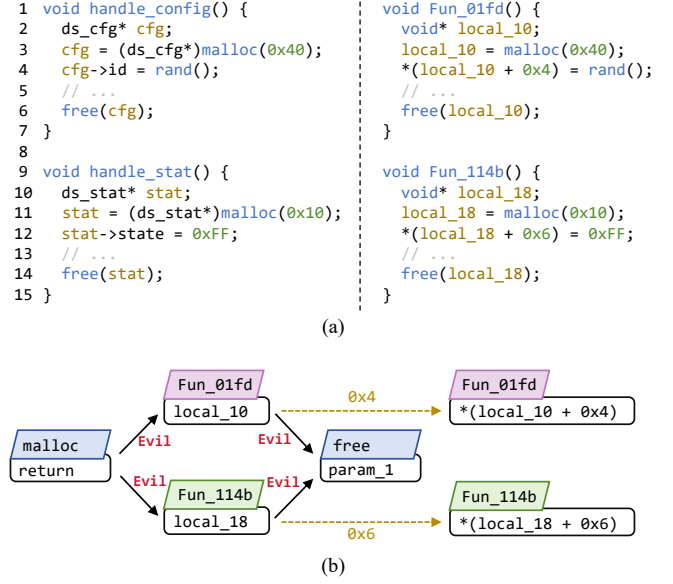 1 void handle_config() {
2 ds_cfg* cfg;
3 cfg = (ds_cfg*)malloc(0x40);
4 cfg->id = rand();
5 // ...
6 free(cfg);
7 }
8
9 void handle_stat() {
10 ds_stat* stat;
11 stat = (ds_stat*)malloc(0x10);
12 stat->state = 0xFF;
13 // ...
14 free(stat);
15 }
void Fun_01fd() {
void* local_10;
local_10 = malloc(0x40);
*(local_10 + 0x4) = rand();
// ...
free(local_10);
}
void Fun_114b() {
void* local_18;
local_18 = malloc(0x10);
*(local_18 + 0x6) = 0xFF;
// ...
free(local_18);
}
(a)
malloc
return
Evil
Evil
Fun_01fd
local_10
Fun_114b
local_18
Evil
Evil
free
param_1
0x4
0x6
Fun_01fd
*(local_10 + 0x4)
Fun_114b
*(local_18 + 0x6)
(b)